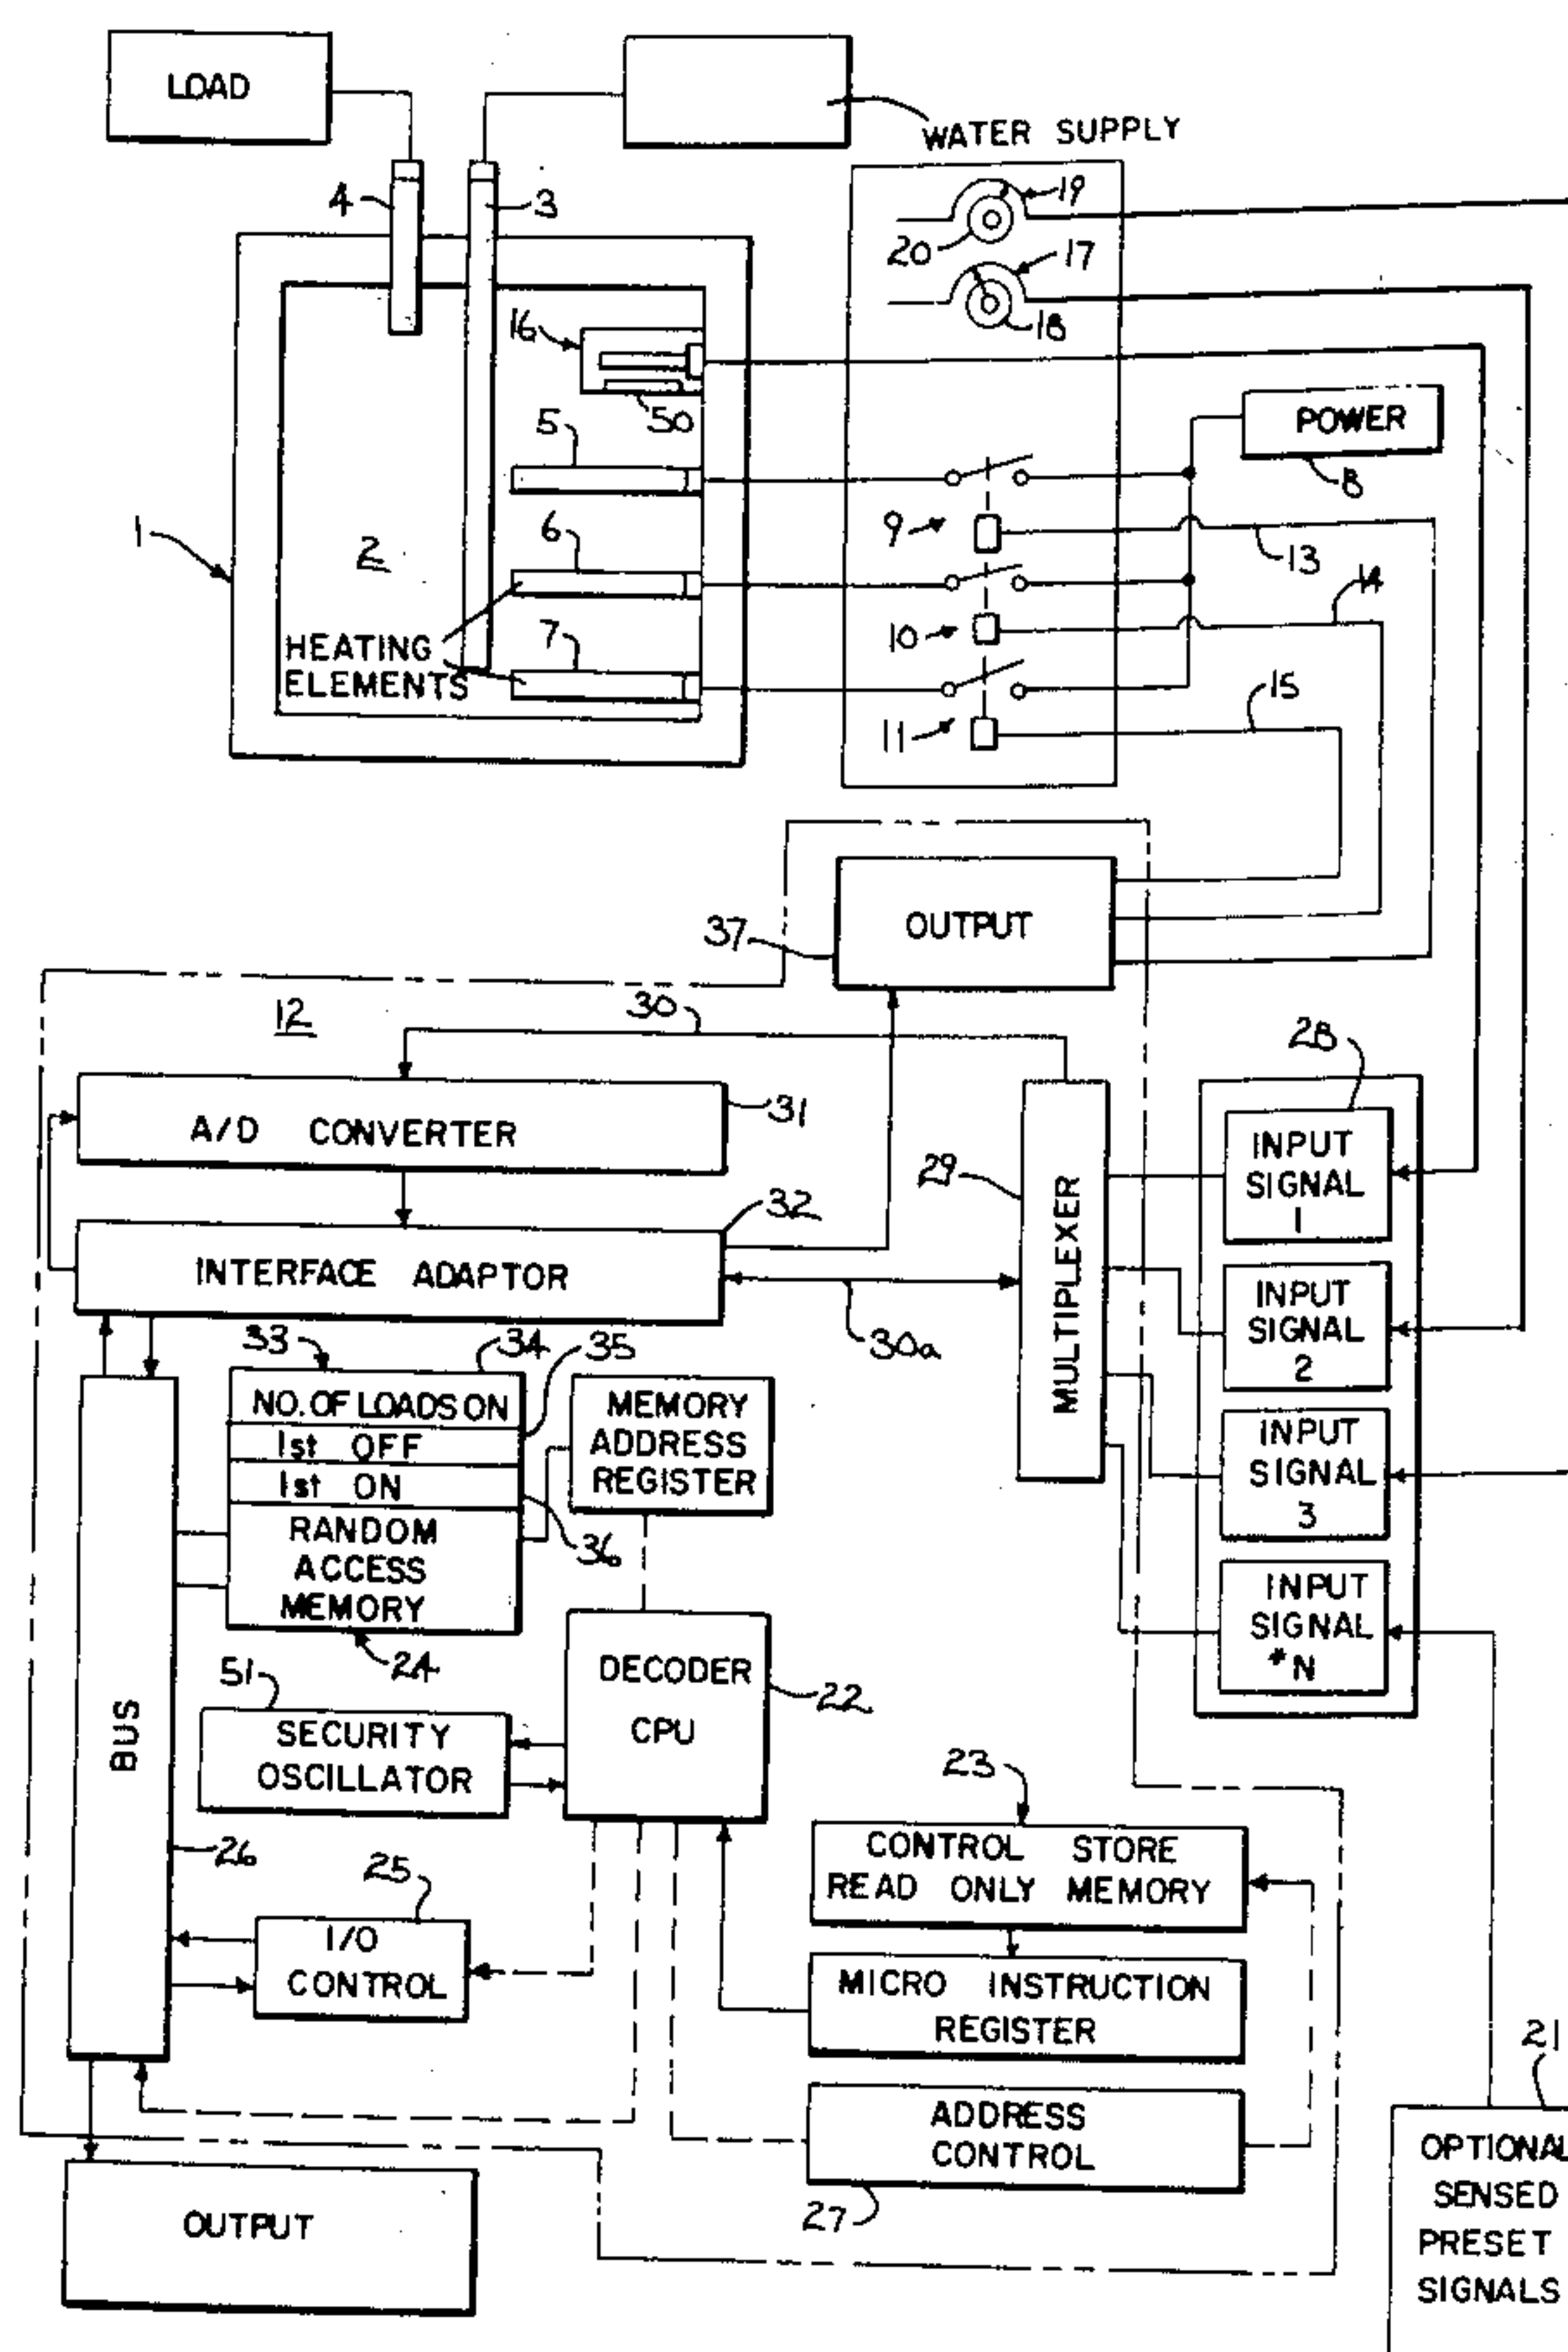 LOAD
WATER SUPPLY
4
3
19
20
17
18
16
50
5
POWER
8
9
13
1
2
6
14
10
HEATING
ELEMENTS
7
15
11
OUTPUT
37
12
30
28
A/D CONVERTER
31
INPUT
SIGNAL
1
29
32
MULTIPLEXER
INTERFACE ADAPTOR
INPUT
SIGNAL
2
30a
33
34
35
NO. OF LOADS ON
1st OFF
1st ON
RANDOM
ACCESS
MEMORY
MEMORY
ADDRESS
REGISTER
36
24
INPUT
SIGNAL
3
INPUT
SIGNAL
#N
51
SECURITY
OSCILLATOR
DECODER
CPU
22
BUS
26
23
CONTROL STORE
READ ONLY MEMORY
25
I/O
CONTROL
MICRO INSTRUCTION
REGISTER
21
ADDRESS
CONTROL
27
OPTIONAL
SENSED
PRESET
SIGNALS
OUTPUT